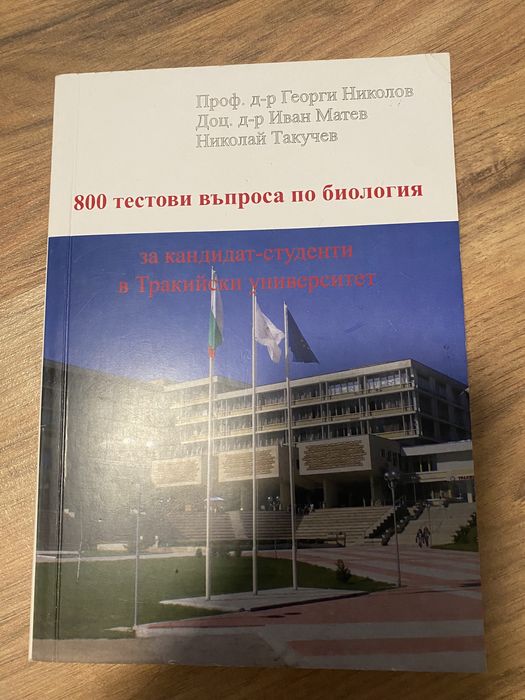 Проф. д-р Георги Николов
Доц. д-р Иван Матев
Николай Такучев
800 тестови въпроса по биология
за кандидат-студенти
в Тракийски университет